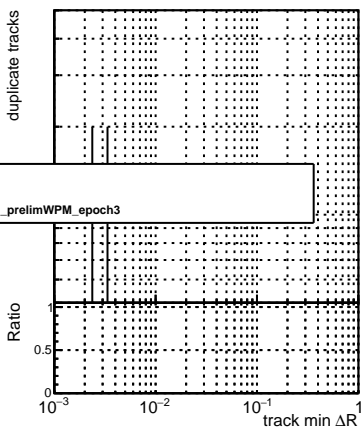 duplicate tracks
_prelimWPM_epoch3
Ratio
1
0.5
0
10⁻³ 10⁻² 10⁻¹ 1
track min ΔR